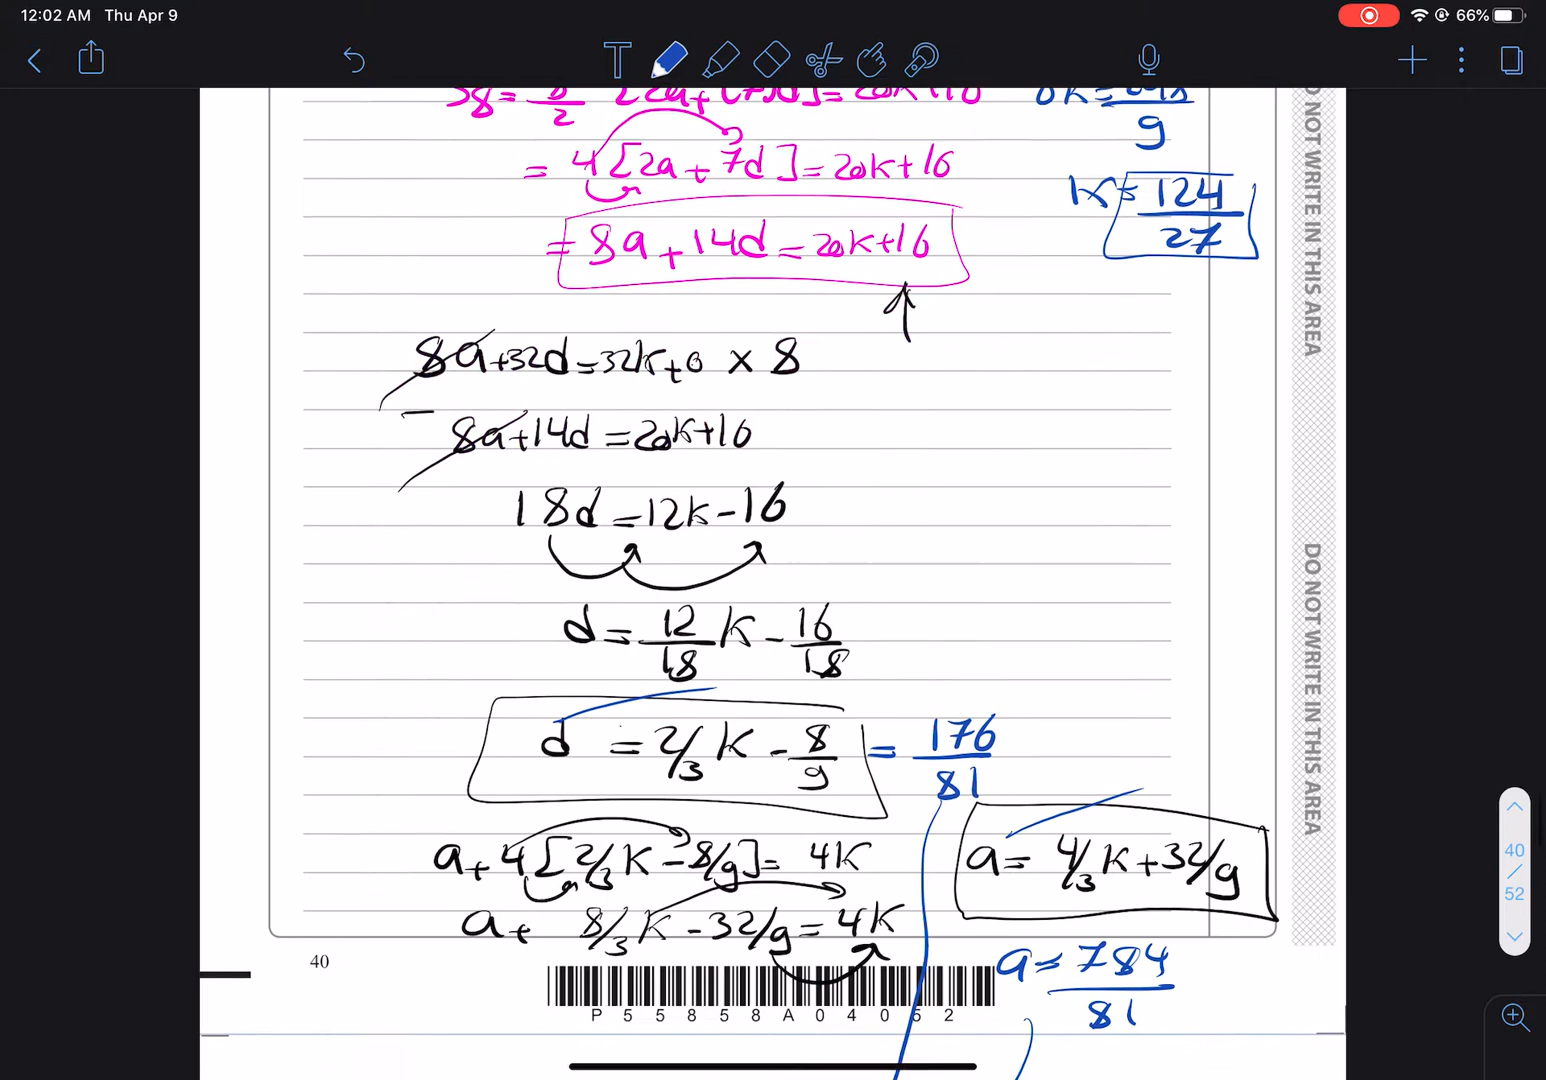 12:02 AM Thu Apr 9
66%
T
= 4[2a+7d]=20k+16
= 8a+14d=20k+16
9
K= 124/27
8a+32d=32k+0 × 8
- 8a+14d=20k+16
18d=12k-16
d= 12/18 k - 16/18
d = 2/3 k - 8/9 = 176/81
a+4[2/3 k - 8/9]= 4k
a= 4/3 k+32/9
a+ 8/3 k - 32/9 = 4k
a= 784/81
40
P 5 5 8 5 8 A 0 4 0 5 2
DO NOT WRITE IN THIS AREA
DO NOT WRITE IN THIS AREA
40
/
52